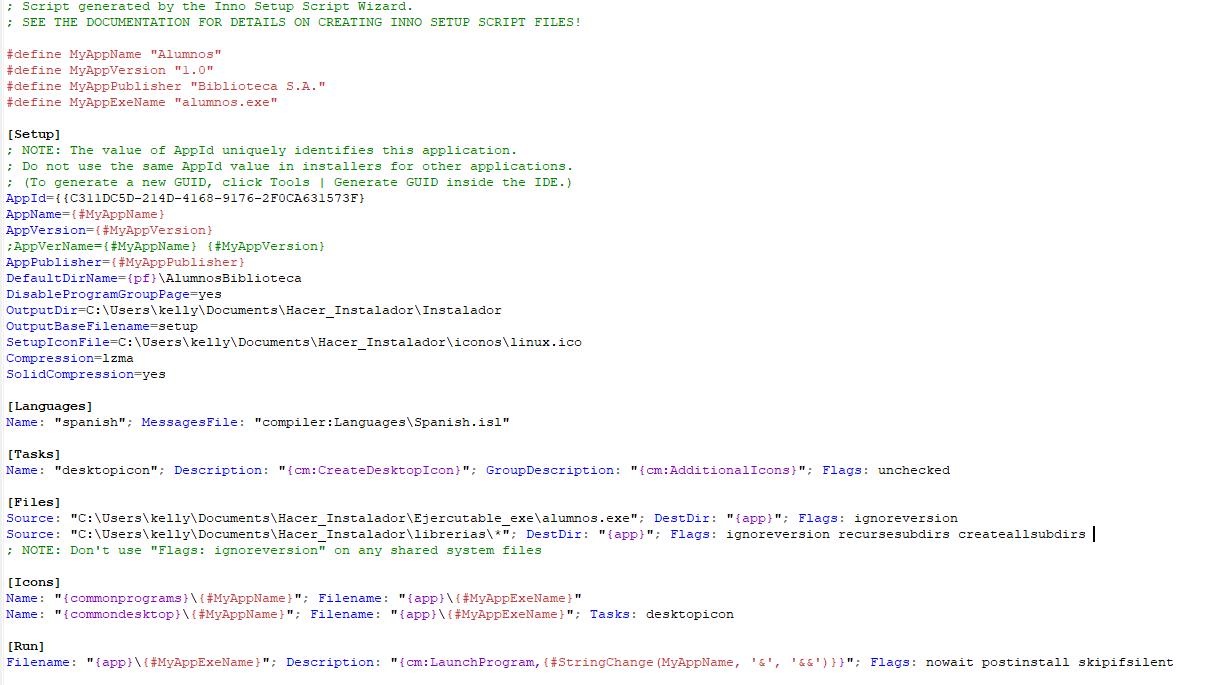 ; Script generated by the Inno Setup Script Wizard.
; SEE THE DOCUMENTATION FOR DETAILS ON CREATING INNO SETUP SCRIPT FILES!
#define MyAppName "Alumnos"
#define MyAppVersion "1.0"
#define MyAppPublisher "Biblioteca S.A."
#define MyAppExeName "alumnos.exe"
[Setup]
; NOTE: The value of AppId uniquely identifies this application.
; Do not use the same AppId value in installers for other applications.
; (To generate a new GUID, click Tools | Generate GUID inside the IDE.)
AppId={{C311DC5D-214D-4168-9176-2F0CA631573F}
AppName={#MyAppName}
AppVersion={#MyAppVersion}
;AppVerName={#MyAppName} {#MyAppVersion}
AppPublisher={#MyAppPublisher}
DefaultDirName={pf}\AlumnosBiblioteca
DisableProgramGroupPage=yes
OutputDir=C:\Users\kelly\Documents\Hacer_Instalador\Instalador
OutputBaseFilename=setup
SetupIconFile=C:\Users\kelly\Documents\Hacer_Instalador\iconos\linux.ico
Compression=lzma
SolidCompression=yes
[Languages]
Name: "spanish"; MessagesFile: "compiler:Languages\Spanish.isl"
[Tasks]
Name: "desktopicon"; Description: "{cm:CreateDesktopIcon}"; GroupDescription: "{cm:AdditionalIcons}"; Flags: unchecked
[Files]
Source: "C:\Users\kelly\Documents\Hacer_Instalador\Ejercutable_exe\alumnos.exe"; DestDir: "{app}"; Flags: ignoreversion
Source: "C:\Users\kelly\Documents\Hacer_Instalador\librerias\*"; DestDir: "{app}"; Flags: ignoreversion recursesubdirs createallsubdirs
; NOTE: Don't use "Flags: ignoreversion" on any shared system files
[Icons]
Name: "{commonprograms}\{#MyAppName}"; Filename: "{app}\{#MyAppExeName}"
Name: "{commondesktop}\{#MyAppName}"; Filename: "{app}\{#MyAppExeName}"; Tasks: desktopicon
[Run]
Filename: "{app}\{#MyAppExeName}"; Description: "{cm:LaunchProgram,{#StringChange(MyAppName, '&', '&&')}}"; Flags: nowait postinstall skipifsilent